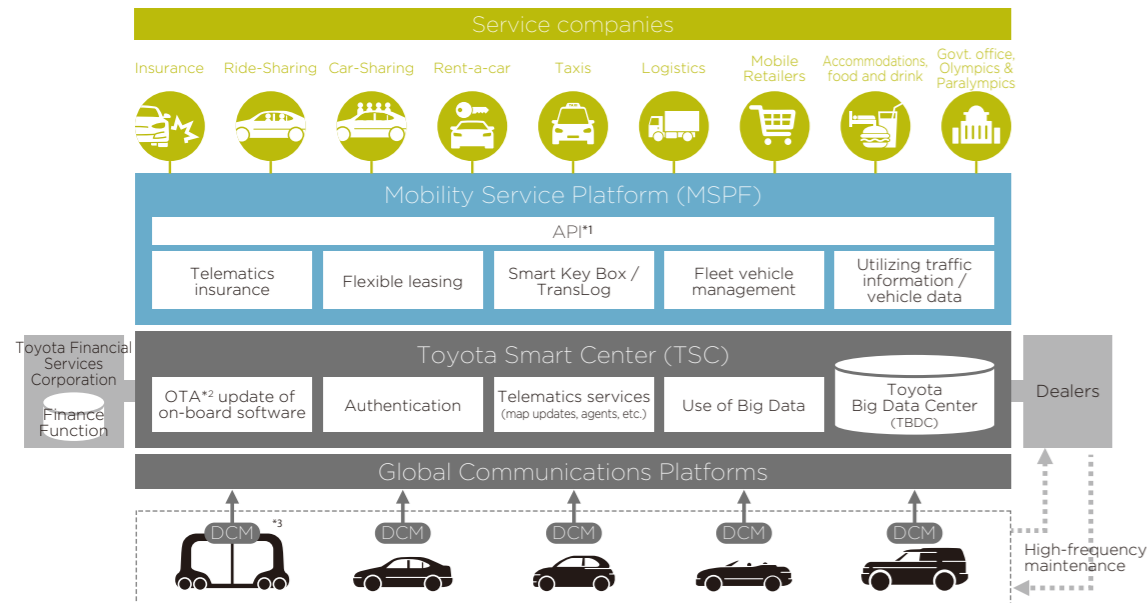 Service companies
Insurance
Ride-Sharing
Car-Sharing
Rent-a-car
Taxis
Logistics
Mobile
Retailers
Accommodations,
food and drink
Govt. office,
Olympics &
Paralympics
Mobility Service Platform (MSPF)
API*1
Telematics
insurance
Flexible leasing
Smart Key Box /
TransLog
Fleet vehicle
management
Utilizing traffic
information /
vehicle data
Toyota Financial
Services
Corporation
Finance
Function
Toyota Smart Center (TSC)
OTA*2 update of
on-board software
Authentication
Telematics services
(map updates, agents, etc.)
Use of Big Data
Toyota
Big Data Center
(TBDC)
Dealers
Global Communications Platforms
DCM
*3
DCM
DCM
DCM
DCM
High-frequency
maintenance